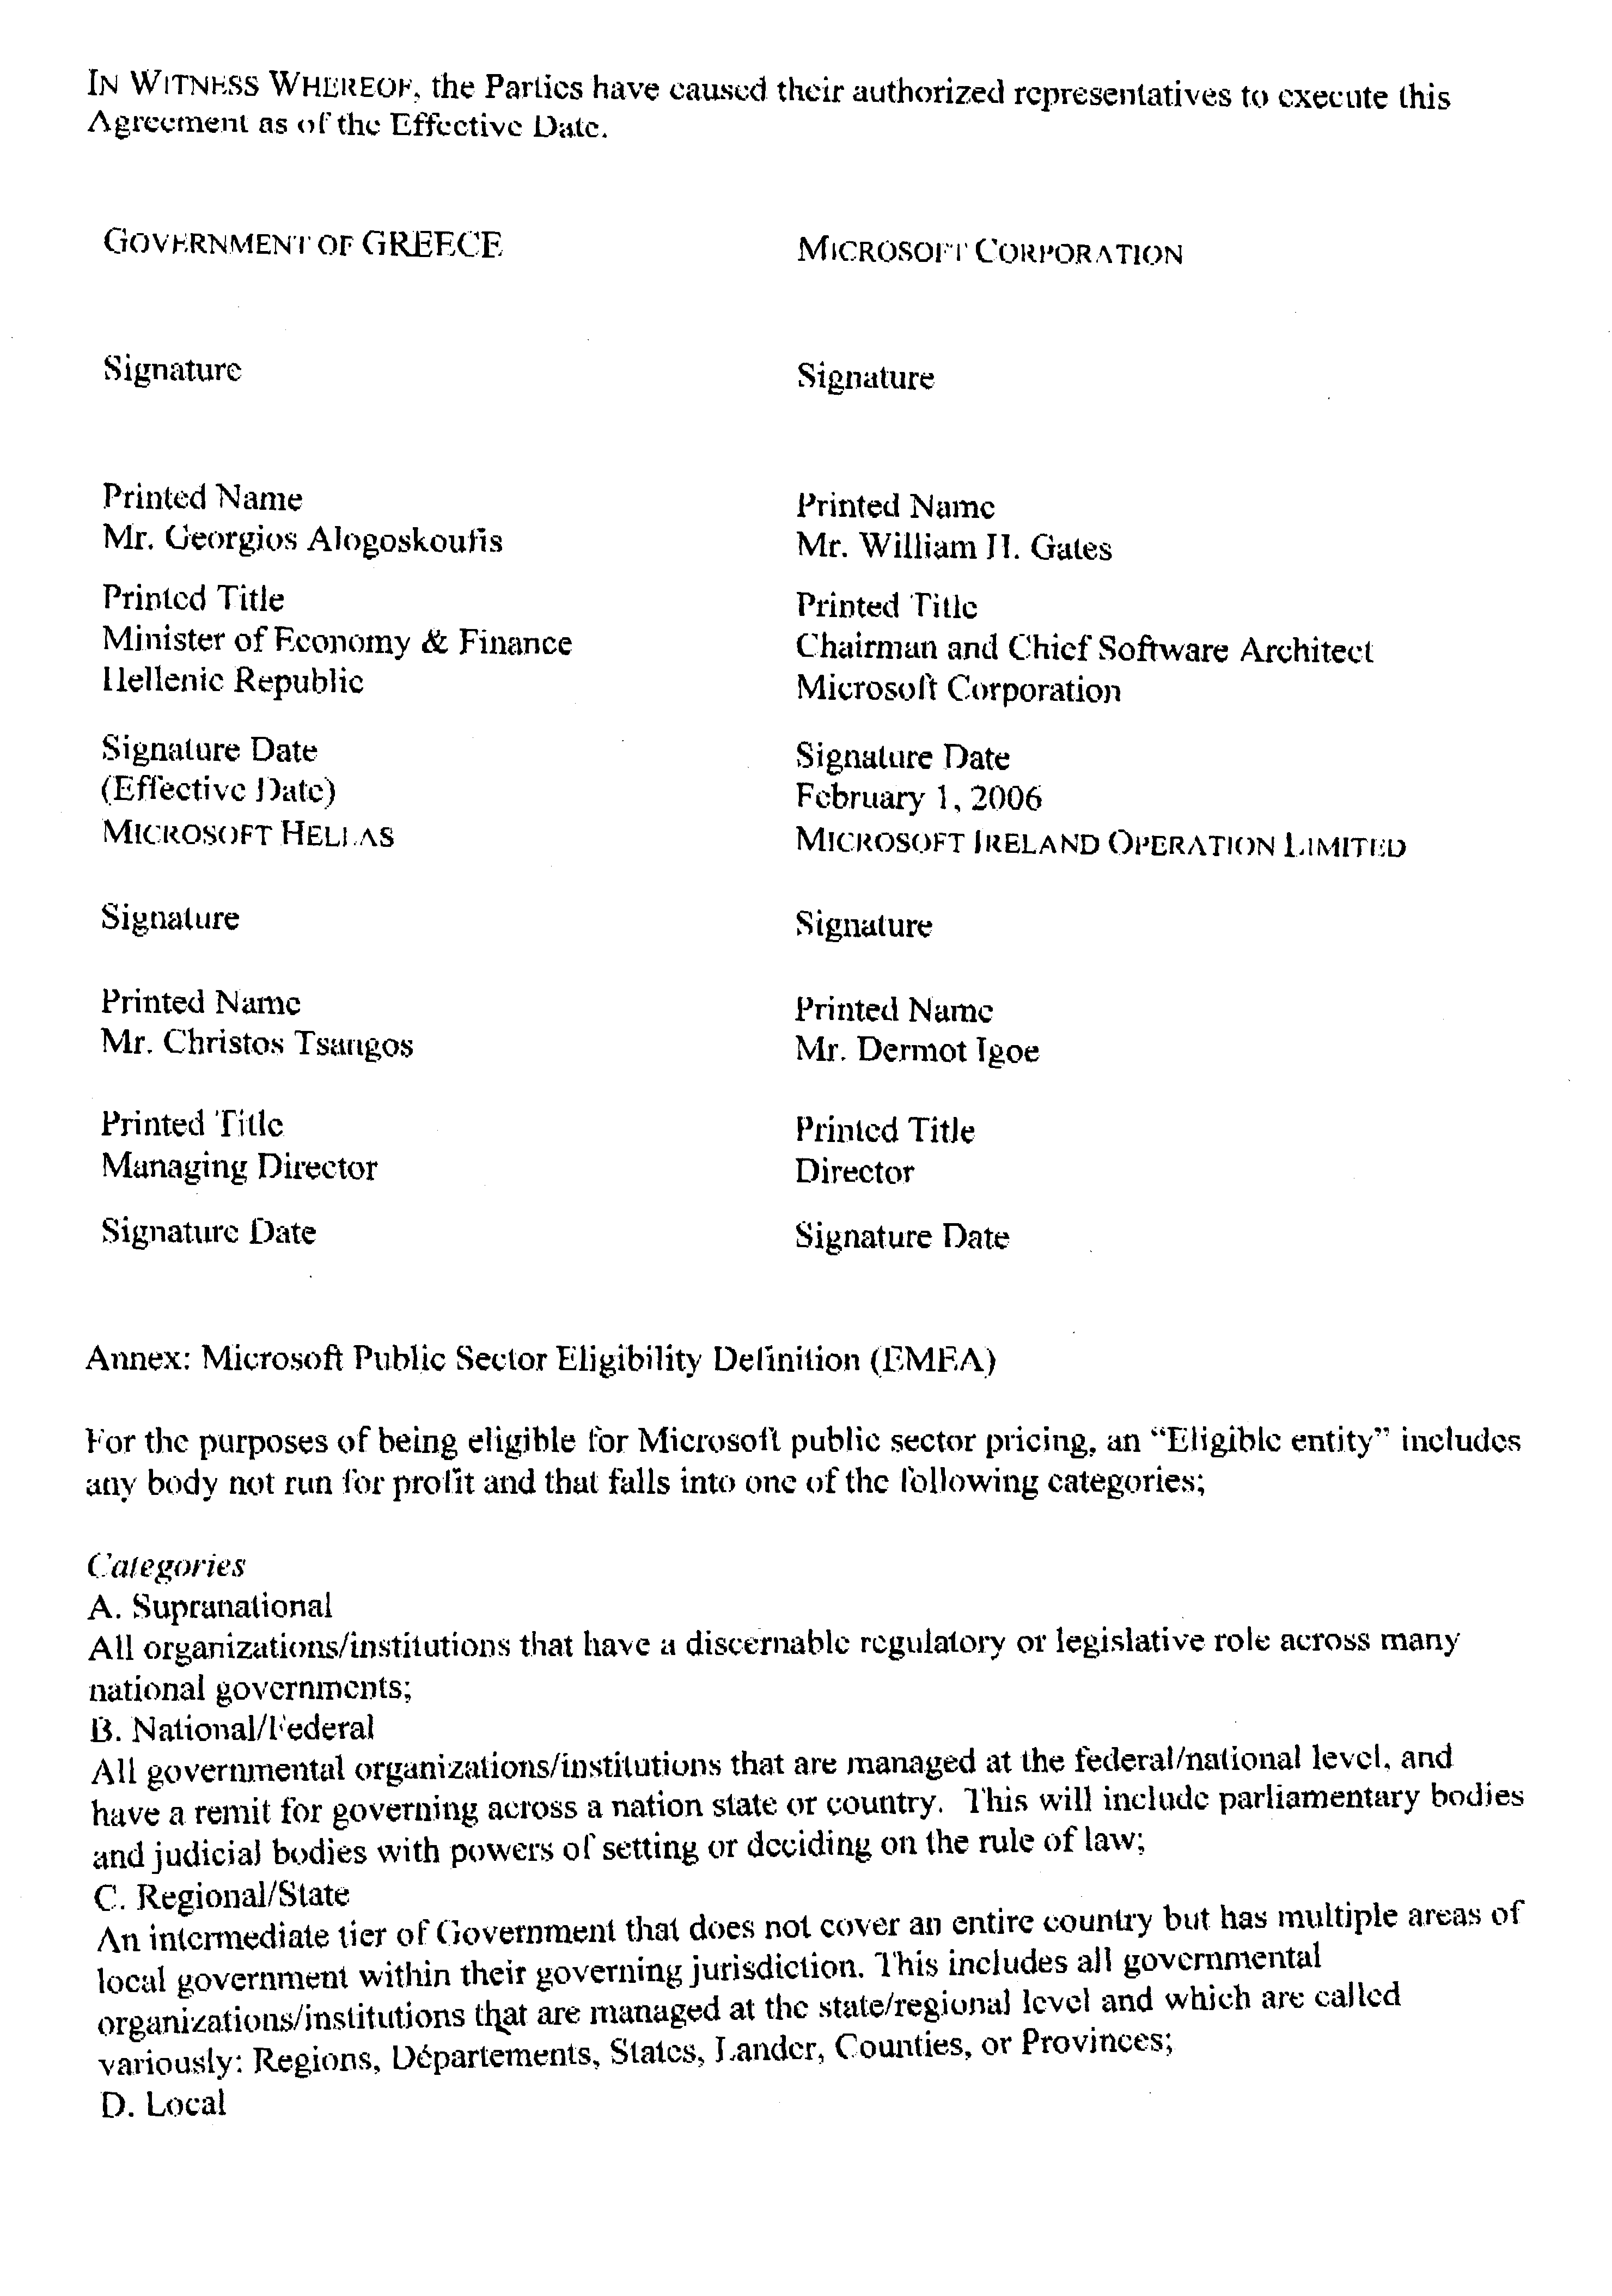 IN WITNESS WHEREOF, the Parties have caused their authorized representatives to execute this
Agreement as of the Effective Date.
GOVERNMENT OF GREECE
Signature
Printed Name
Mr. Georgios Alogoskoufis
Printed Title
Minister of Economy & Finance
Hellenic Republic
Signature Date
(Effective Date)
MICROSOFT HELLAS
Signature
Printed Name
Mr. Christos Tsangos
Printed Title
Managing Director
Signature Date
MICROSOFT CORPORATION
Signature
Printed Name
Mr. William H. Gates
Printed Title
Chairman and Chief Software Architect
Microsoft Corporation
Signature Date
February 1, 2006
MICROSOFT IRELAND OPERATION LIMITED
Signature
Printed Name
Mr. Dermot Igoe
Printed Title
Director
Signature Date
Annex: Microsoft Public Sector Eligibility Definition (EMEA)
For the purposes of being eligible for Microsoft public sector pricing, an “Eligible entity” includes
any body not run for profit and that falls into one of the following categories;
Categories
A. Supranational
All organizations/institutions that have a discernable regulatory or legislative role across many
national governments;
B. National/Federal
All governmental organizations/institutions that are managed at the federal/national level, and
have a remit for governing across a nation state or country. This will include parliamentary bodies
and judicial bodies with powers of setting or deciding on the rule of law;
C. Regional/State
An intermediate tier of Government that does not cover an entire country but has multiple areas of
local government within their governing jurisdiction. This includes all governmental
organizations/institutions that are managed at the state/regional level and which are called
variously: Regions, Départements, States, Lander, Counties, or Provinces;
D. Local